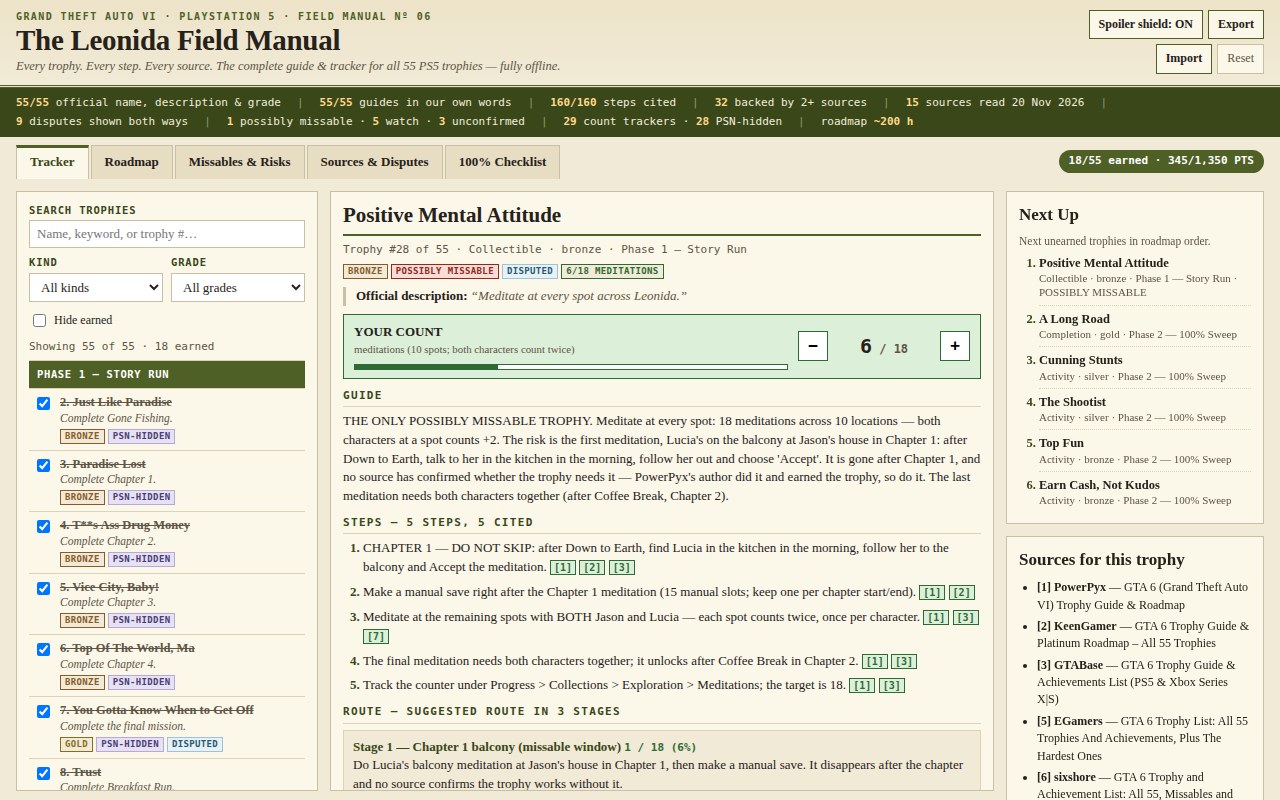 GRAND THEFT AUTO VI · PLAYSTATION 5 · FIELD MANUAL Nº 06
The Leonida Field Manual
Every trophy. Every step. Every source. The complete guide & tracker for all 55 PS5 trophies — fully offline.
Spoiler shield: ON
Export
Import
Reset
55/55 official name, description & grade | 55/55 guides in our own words | 160/160 steps cited | 32 backed by 2+ sources | 15 sources read 20 Nov 2026 |
9 disputes shown both ways | 1 possibly missable · 5 watch · 3 unconfirmed | 29 count trackers · 28 PSN-hidden | roadmap ~200 h
Tracker
Roadmap
Missables & Risks
Sources & Disputes
100% Checklist
18/55 earned · 345/1,350 PTS
SEARCH TROPHIES
Name, keyword, or trophy #…
KIND
GRADE
All kinds
All grades
Hide earned
Showing 55 of 55 · 18 earned
PHASE 1 — STORY RUN
2. Just Like Paradise
Complete Gone Fishing.
BRONZE PSN-HIDDEN
3. Paradise Lost
Complete Chapter 1.
BRONZE PSN-HIDDEN
4. T**s Ass Drug Money
Complete Chapter 2.
BRONZE PSN-HIDDEN
5. Vice City, Baby!
Complete Chapter 3.
BRONZE PSN-HIDDEN
6. Top Of The World, Ma
Complete Chapter 4.
BRONZE PSN-HIDDEN
7. You Gotta Know When to Get Off
Complete the final mission.
GOLD PSN-HIDDEN DISPUTED
8. Trust
Complete Breakfast Run.
Positive Mental Attitude
Trophy #28 of 55 · Collectible · bronze · Phase 1 — Story Run
BRONZE POSSIBLY MISSABLE DISPUTED 6/18 MEDITATIONS
Official description: “Meditate at every spot across Leonida.”
YOUR COUNT
meditations (10 spots; both characters count twice)
−
6 / 18
+
GUIDE
THE ONLY POSSIBLY MISSABLE TROPHY. Meditate at every spot: 18 meditations across 10 locations — both
characters at a spot counts +2. The risk is the first meditation, Lucia's on the balcony at Jason's house in Chapter 1: after
Down to Earth, talk to her in the kitchen in the morning, follow her out and choose 'Accept'. It is gone after Chapter 1, and
no source has confirmed whether the trophy needs it — PowerPyx's author did it and earned the trophy, so do it. The last
meditation needs both characters together (after Coffee Break, Chapter 2).
STEPS — 5 STEPS, 5 CITED
1. CHAPTER 1 — DO NOT SKIP: after Down to Earth, find Lucia in the kitchen in the morning, follow her to the
balcony and Accept the meditation. [1] [2] [3]
2. Make a manual save right after the Chapter 1 meditation (15 manual slots; keep one per chapter start/end). [1] [2]
3. Meditate at the remaining spots with BOTH Jason and Lucia — each spot counts twice, once per character. [1] [3]
[7]
4. The final meditation needs both characters together; it unlocks after Coffee Break in Chapter 2. [1] [3]
5. Track the counter under Progress > Collections > Exploration > Meditations; the target is 18. [1] [3]
ROUTE — SUGGESTED ROUTE IN 3 STAGES
Stage 1 — Chapter 1 balcony (missable window) 1 / 18 (6%)
Do Lucia's balcony meditation at Jason's house in Chapter 1, then make a manual save. It disappears after the chapter
and no source confirms the trophy works without it.
Next Up
Next unearned trophies in roadmap order.
1. Positive Mental Attitude
Collectible · bronze · Phase 1 — Story Run ·
POSSIBLY MISSABLE
2. A Long Road
Completion · gold · Phase 2 — 100% Sweep
3. Cunning Stunts
Activity · silver · Phase 2 — 100% Sweep
4. The Shootist
Activity · silver · Phase 2 — 100% Sweep
5. Top Fun
Activity · bronze · Phase 2 — 100% Sweep
6. Earn Cash, Not Kudos
Activity · bronze · Phase 2 — 100% Sweep
Sources for this trophy
[1] PowerPyx — GTA 6 (Grand Theft Auto
VI) Trophy Guide & Roadmap
[2] KeenGamer — GTA 6 Trophy Guide &
Platinum Roadmap – All 55 Trophies
[3] GTABase — GTA 6 Trophy Guide &
Achievements List (PS5 & Xbox Series
X|S)
[5] EGamers — GTA 6 Trophy List: All 55
Trophies And Achievements, Plus The
Hardest Ones
[6] sixshore — GTA 6 Trophy and
Achievement List: All 55, Missables and